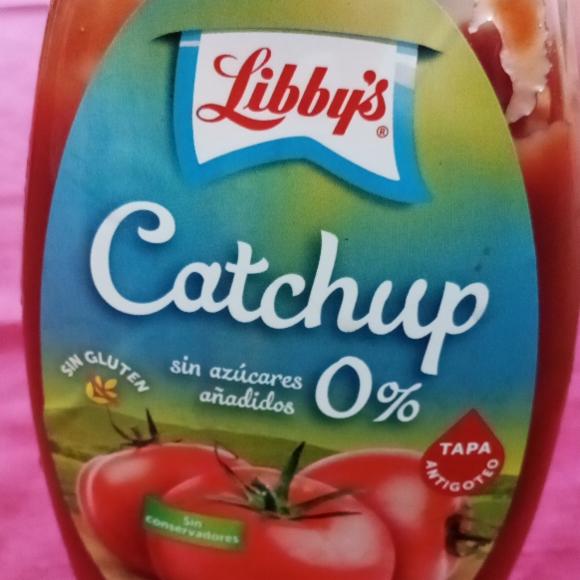 Libby's®
Catchup
sin azúcares
añadidos
0%
SIN GLUTEN
TAPA
ANTIGOTEO
Sin
conservadores